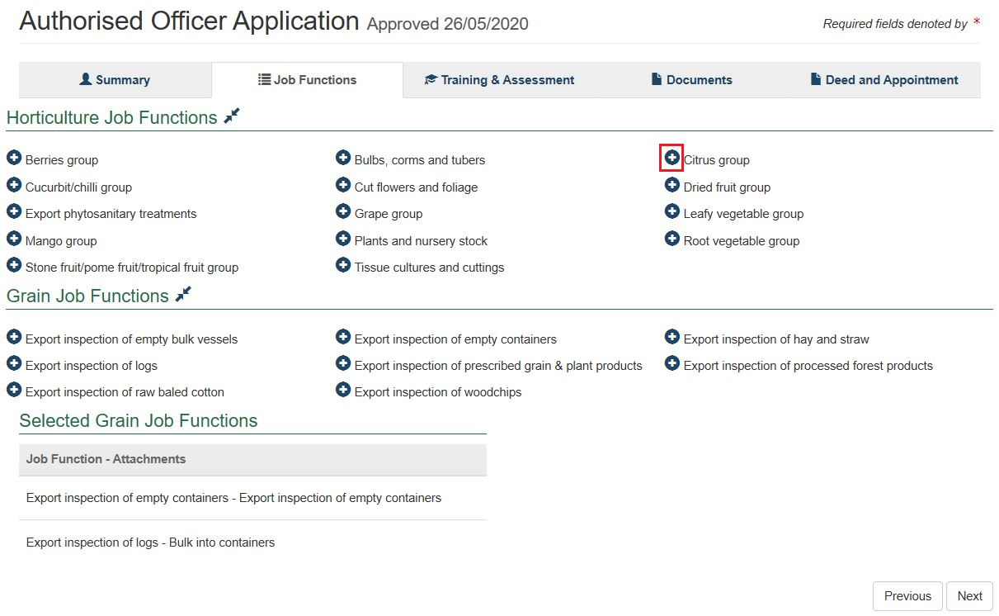 Authorised Officer Application Approved 26/05/2020
Required fields denoted by *
Summary
Job Functions
Training & Assessment
Documents
Deed and Appointment
Horticulture Job Functions
Berries group
Bulbs, corms and tubers
Citrus group
Cucurbit/chilli group
Cut flowers and foliage
Dried fruit group
Export phytosanitary treatments
Grape group
Leafy vegetable group
Mango group
Plants and nursery stock
Root vegetable group
Stone fruit/pome fruit/tropical fruit group
Tissue cultures and cuttings
Grain Job Functions
Export inspection of empty bulk vessels
Export inspection of empty containers
Export inspection of hay and straw
Export inspection of logs
Export inspection of prescribed grain & plant products
Export inspection of processed forest products
Export inspection of raw baled cotton
Export inspection of woodchips
Selected Grain Job Functions
Job Function - Attachments
Export inspection of empty containers - Export inspection of empty containers
Export inspection of logs - Bulk into containers
Previous
Next